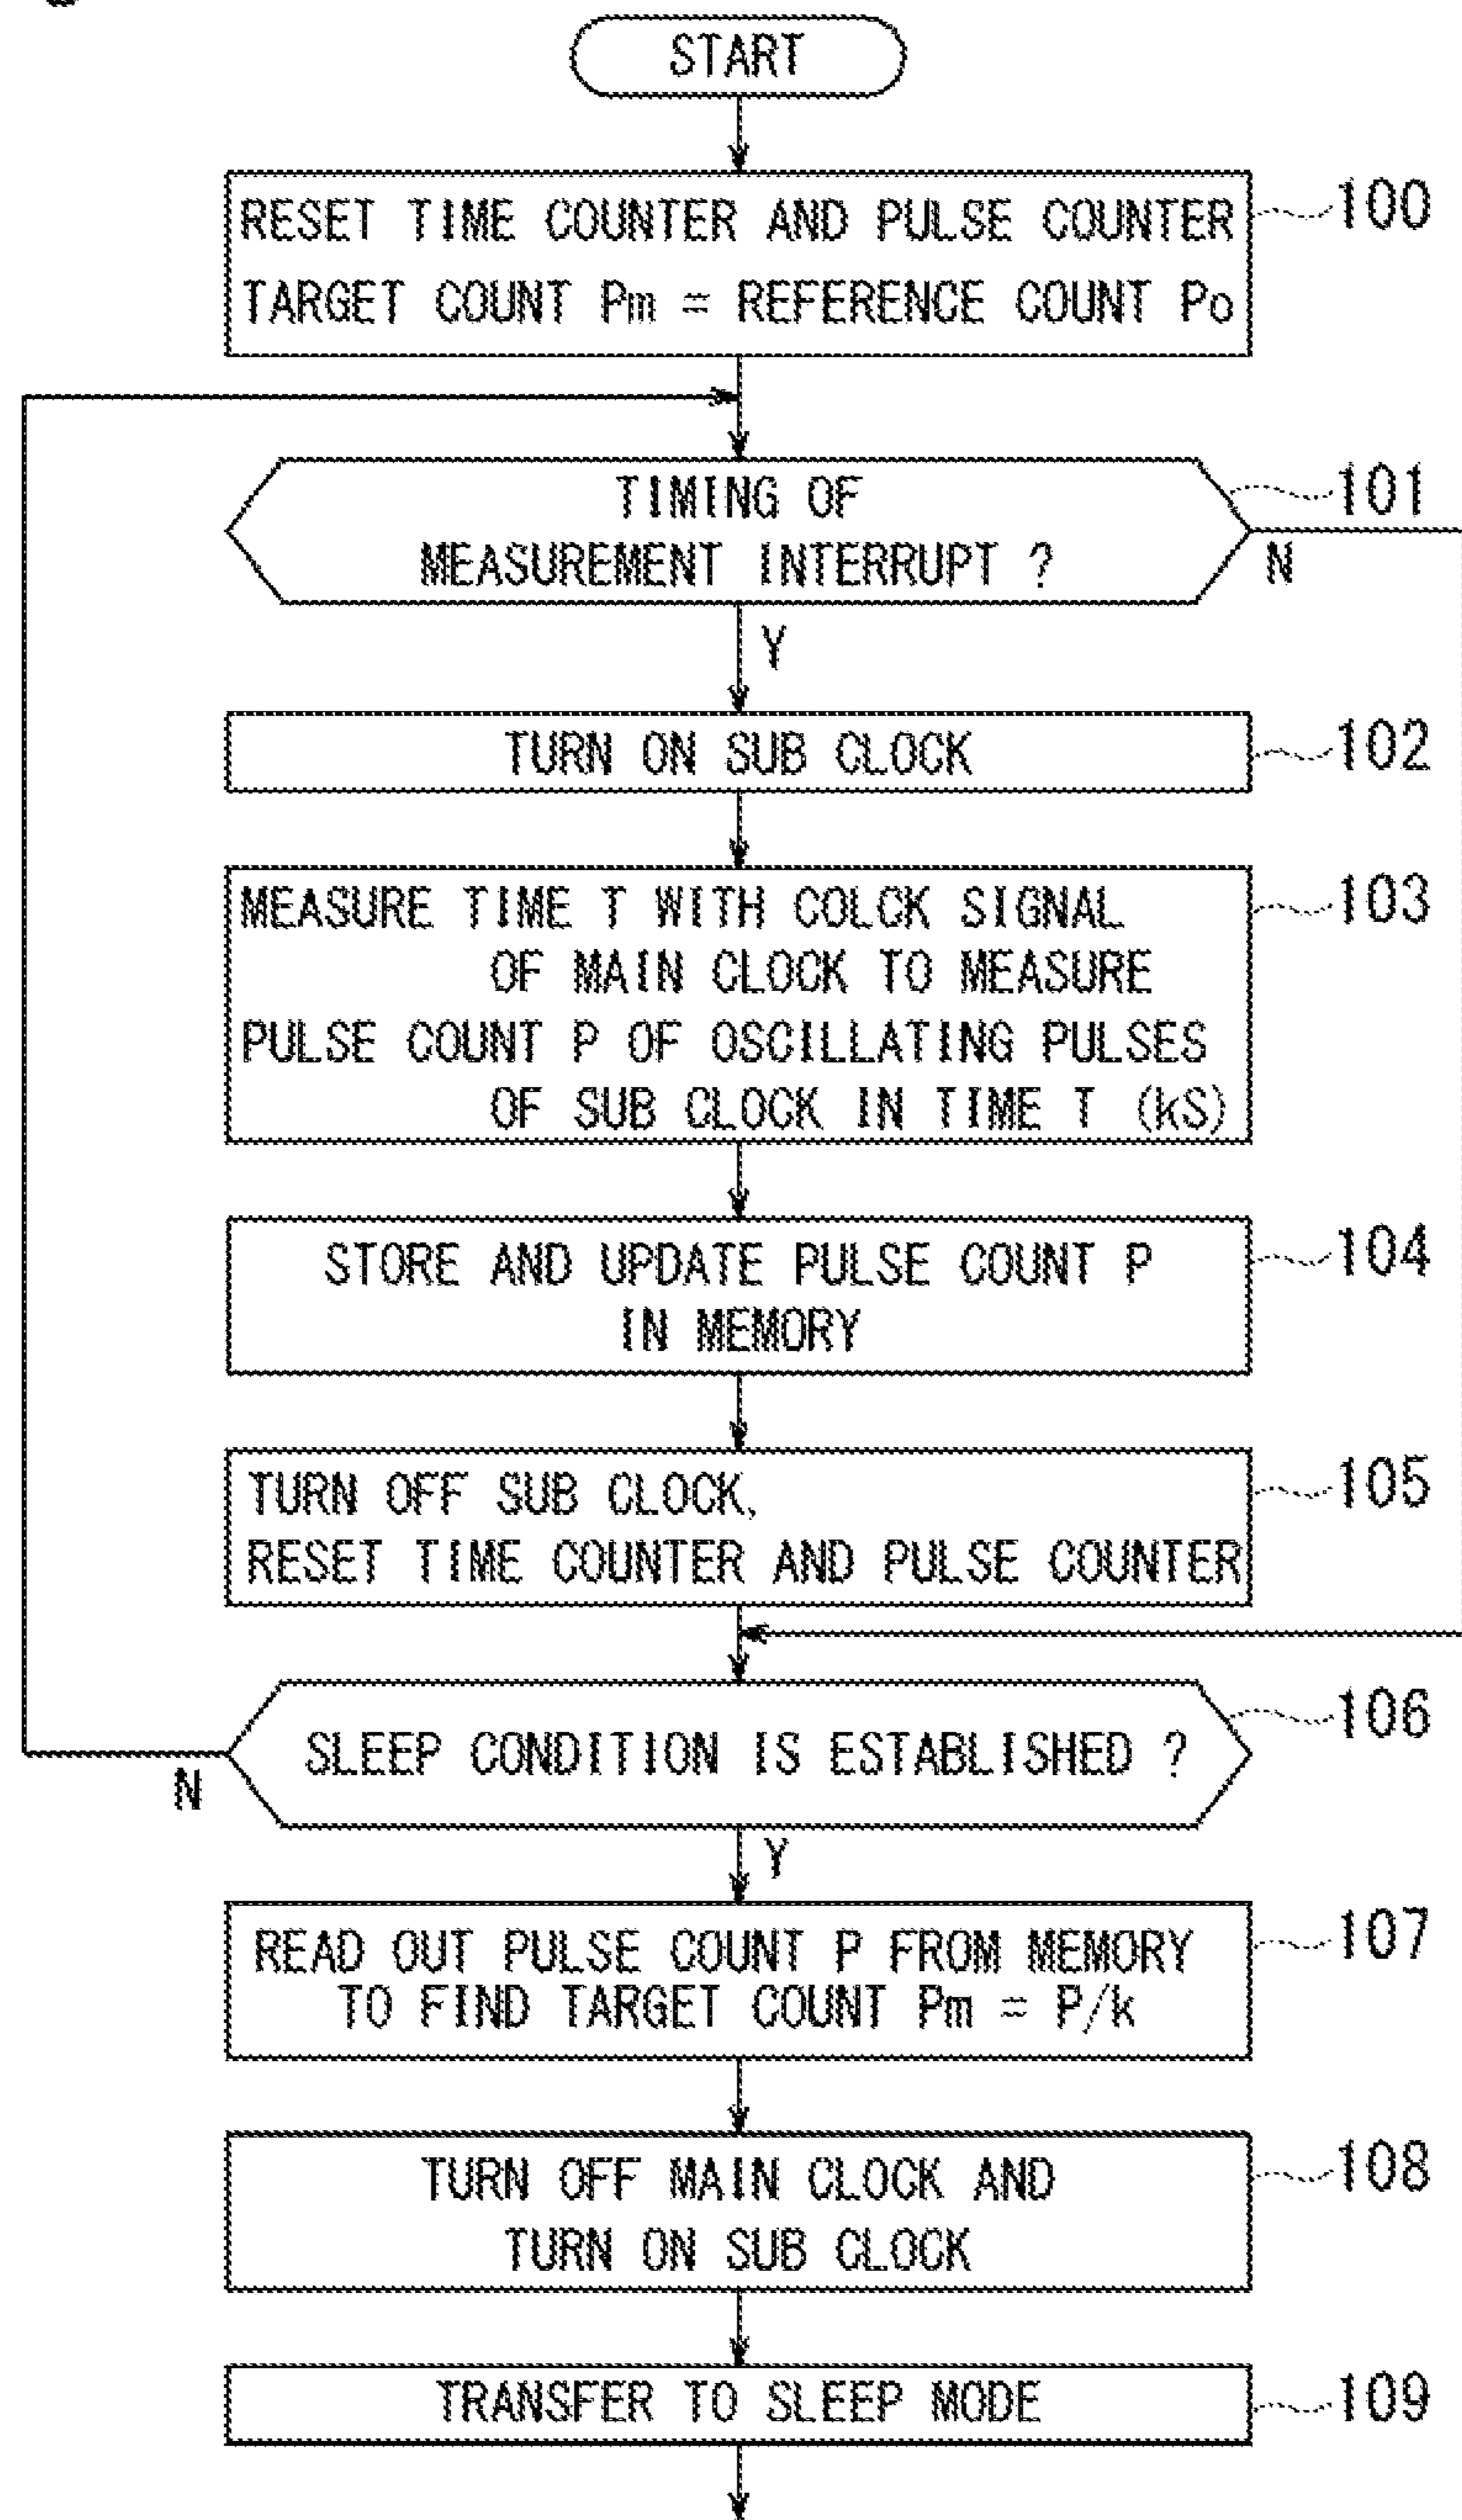 START
RESET TIME COUNTER AND PULSE COUNTER
TARGET COUNT Pm = REFERENCE COUNT Po
100
TIMING OF
MEASUREMENT INTERRUPT ?
101
N
Y
TURN ON SUB CLOCK
102
MEASURE TIME T WITH COLCK SIGNAL
OF MAIN CLOCK TO MEASURE
PULSE COUNT P OF OSCILLATING PULSES
OF SUB CLOCK IN TIME T (kS)
103
STORE AND UPDATE PULSE COUNT P
IN MEMORY
104
TURN OFF SUB CLOCK,
RESET TIME COUNTER AND PULSE COUNTER
105
SLEEP CONDITION IS ESTABLISHED ?
106
N
Y
READ OUT PULSE COUNT P FROM MEMORY
TO FIND TARGET COUNT Pm = P/k
107
TURN OFF MAIN CLOCK AND
TURN ON SUB CLOCK
108
TRANSFER TO SLEEP MODE
109